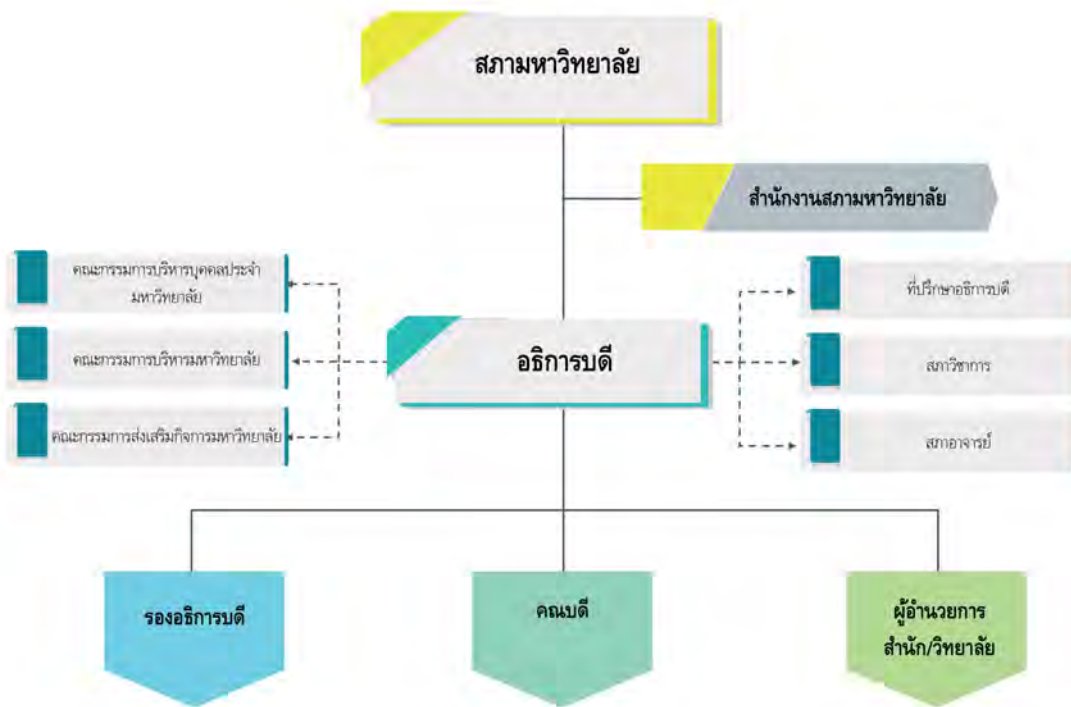 สภามหาวิทยาลัย
สำนักงานสภามหาวิทยาลัย
คณะกรรมการบริหารบุคคลประจำ
มหาวิทยาลัย
คณะกรรมการบริหารมหาวิทยาลัย
คณะกรรมการส่งเสริมกิจการมหาวิทยาลัย
อธิการบดี
ที่ปรึกษาอธิการบดี
สภาวิชาการ
สภาอาจารย์
รองอธิการบดี
คณบดี
ผู้อำนวยการ
สำนัก/วิทยาลัย